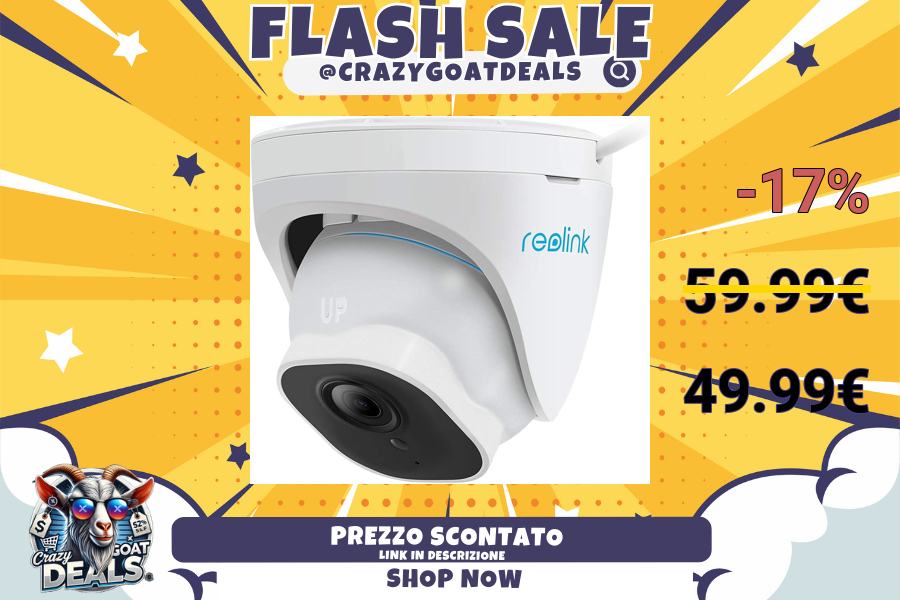 FLASH SALE
@CRAZYGOATDEALS
-17%
reolink
59.99€
UP
49.99€
PREZZO SCONTATO
LINK IN DESCRIZIONE
SHOP NOW
$
52%
Crazy
GOAT
DEALS